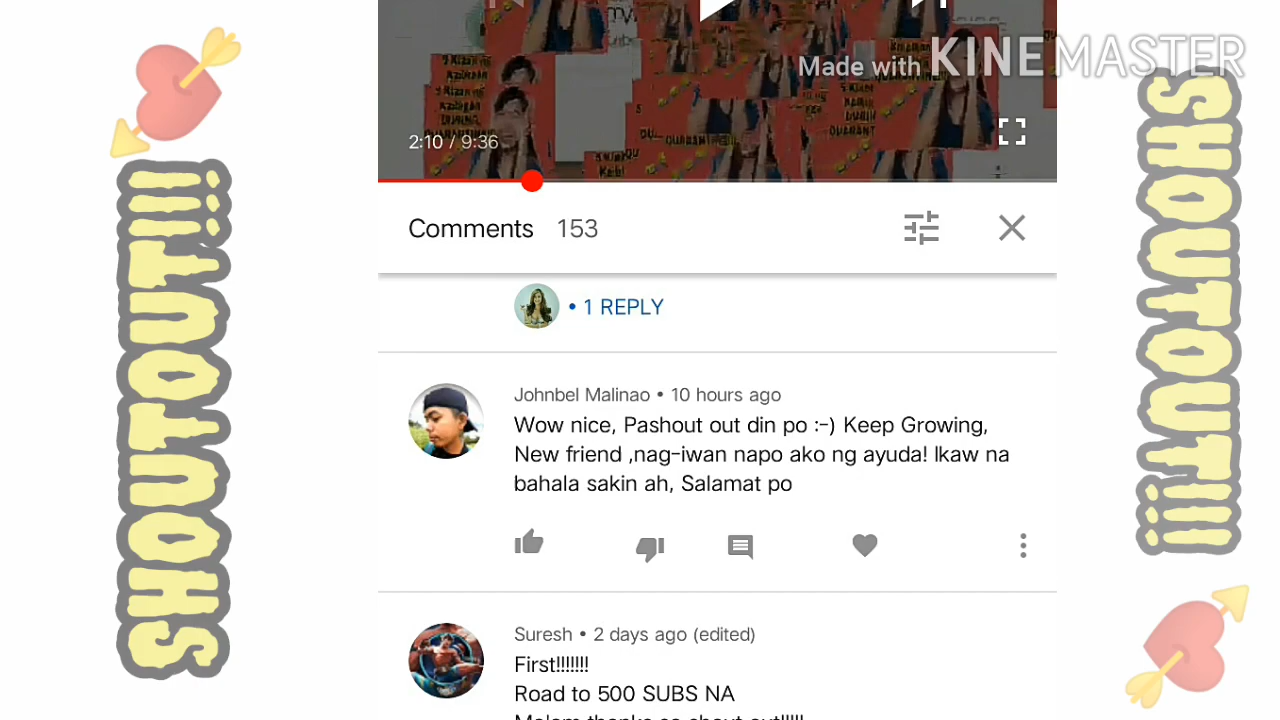 Made with KINEMASTER
2:10 / 9:36
Comments 153
• 1 REPLY
Johnbel Malinao • 10 hours ago
Wow nice, Pashout out din po :-) Keep Growing,
New friend ,nag-iwan napo ako ng ayuda! Ikaw na
bahala sakin ah, Salamat po
Suresh • 2 days ago (edited)
First!!!!!!!
Road to 500 SUBS NA
SHOUTOUT!!!!
SHOUTOUT!!!!